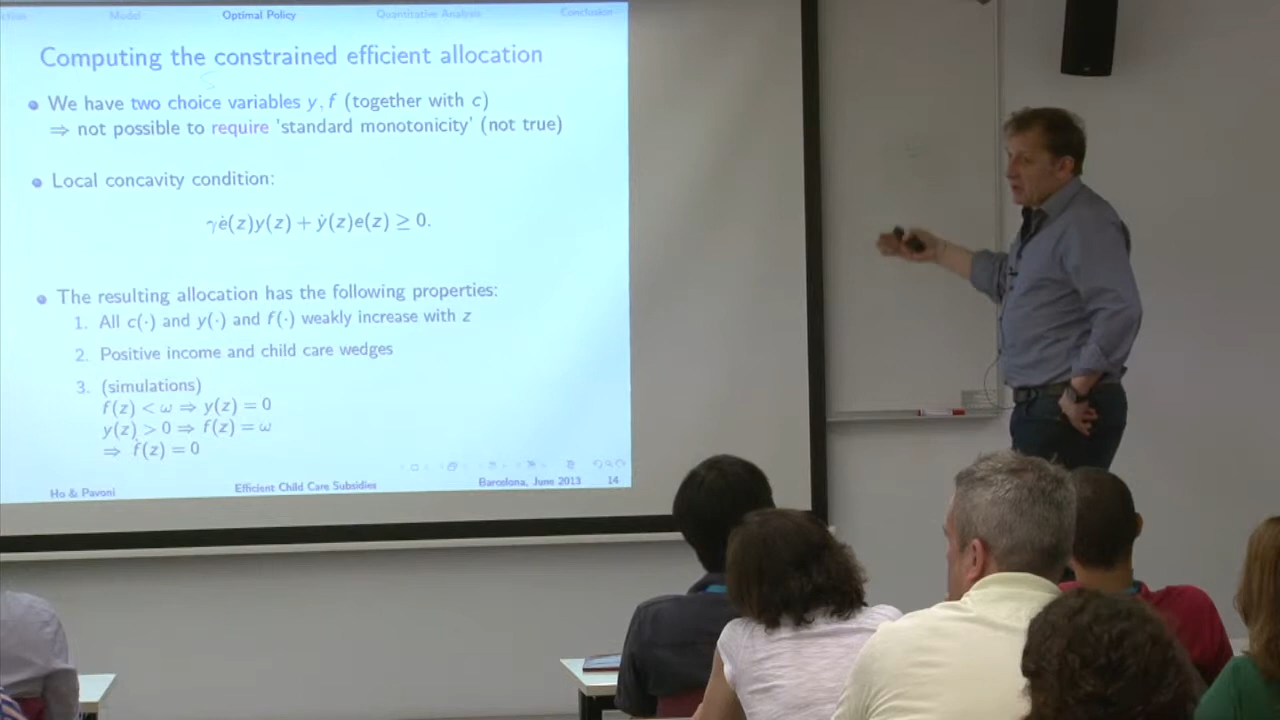 Model Optimal Policy Quantitative Analysis Conclusion
Computing the constrained efficient allocation
We have two choice variables y, f (together with c)
⇒ not possible to require 'standard monotonicity' (not true)
Local concavity condition:
γė(z)y(z) + ẏ(z)e(z) ≥ 0.
The resulting allocation has the following properties:
1. All c(·) and y(·) and f(·) weakly increase with z
2. Positive income and child care wedges
3. (simulations)
f(z) < ω ⇒ y(z) = 0
y(z) > 0 ⇒ f(z) = ω
⇒ ḟ(z) = 0
Ho & Pavoni Efficient Child Care Subsidies Barcelona, June 2013 14